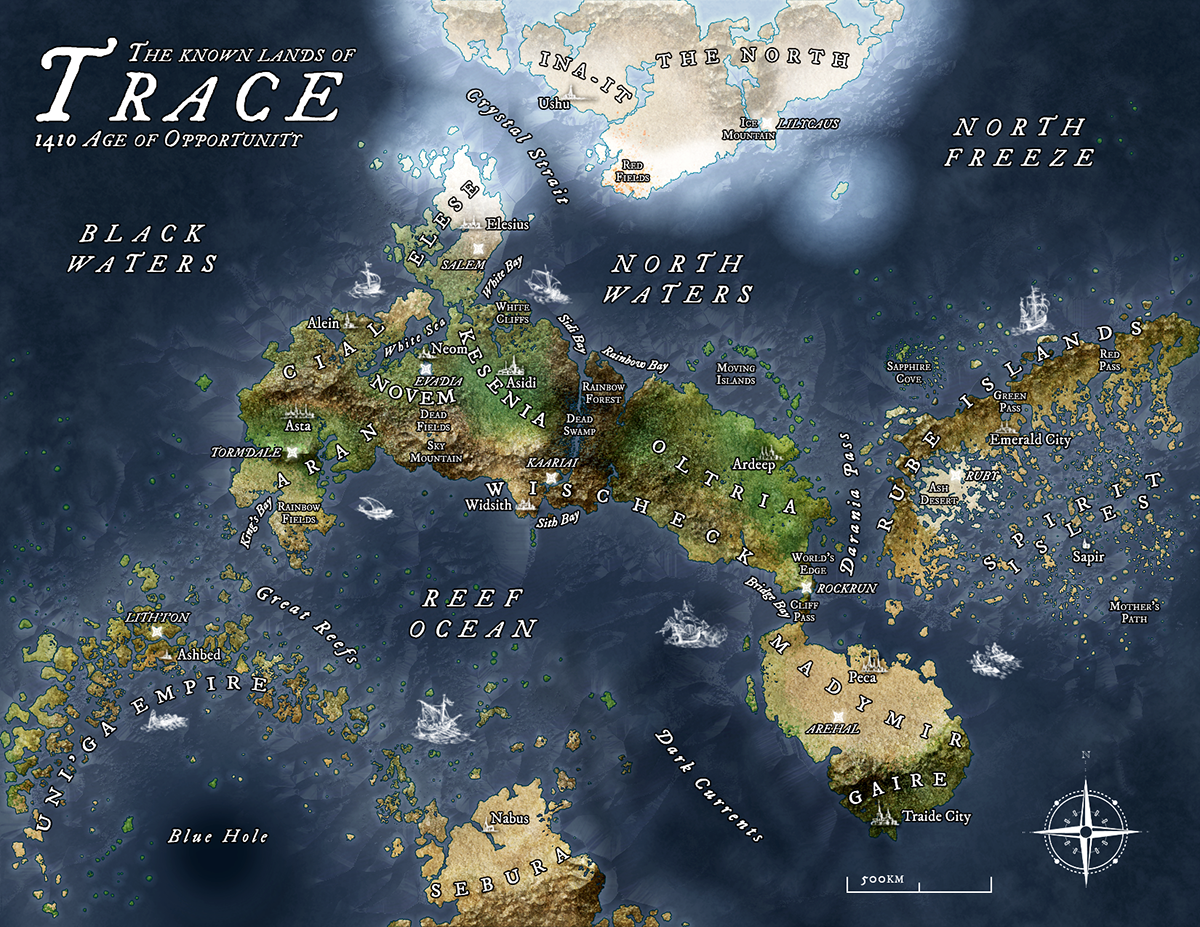 THE KNOWN LANDS OF
TRACE
1410 AGE OF OPPORTUNITY
INA-IT
THE NORTH
Ushu
ICE
MOUNTAIN
LILYCAUS
RED
FIELDS
Crystal Strait
NORTH
FREEZE
BLACK
WATERS
ELESE
Elesius
SALEM
White Bay
NORTH
WATERS
WHITE
CLIFFS
Alein
CIAL
White Sea
Neom
KESENIA
Sidi Bay
Rainbow Bay
EVADIA
Asidi
NOVEM
DEAD
FIELDS
SKY
MOUNTAIN
RAINBOW
FOREST
DEAD
SWAMP
MOVING
ISLANDS
SAPPHIRE
COVE
RUBE ISLANDS
RED
PASS
GREEN
PASS
Emerald City
RUBY
ASH
DESERT
Asta
TORMDALE
ARAN
King's Bay
RAINBOW
FIELDS
KAARIAI
WISCHECK
Widsith
Sith Bay
OLTRIA
Ardeep
Darania Pass
SPIRIT
ISLES
Sapir
MOTHER'S
PATH
WORLD'S
EDGE
ROCKRUN
Bridge Bay
CLIFF
PASS
Great Reefs
REEF
OCEAN
LITH'TON
Ashbed
UNI'GA EMPIRE
MADYMIR
Peca
AREHAL
GAIRE
Traide City
Dark Currents
Blue Hole
Nabus
SEBURA
N
500KM